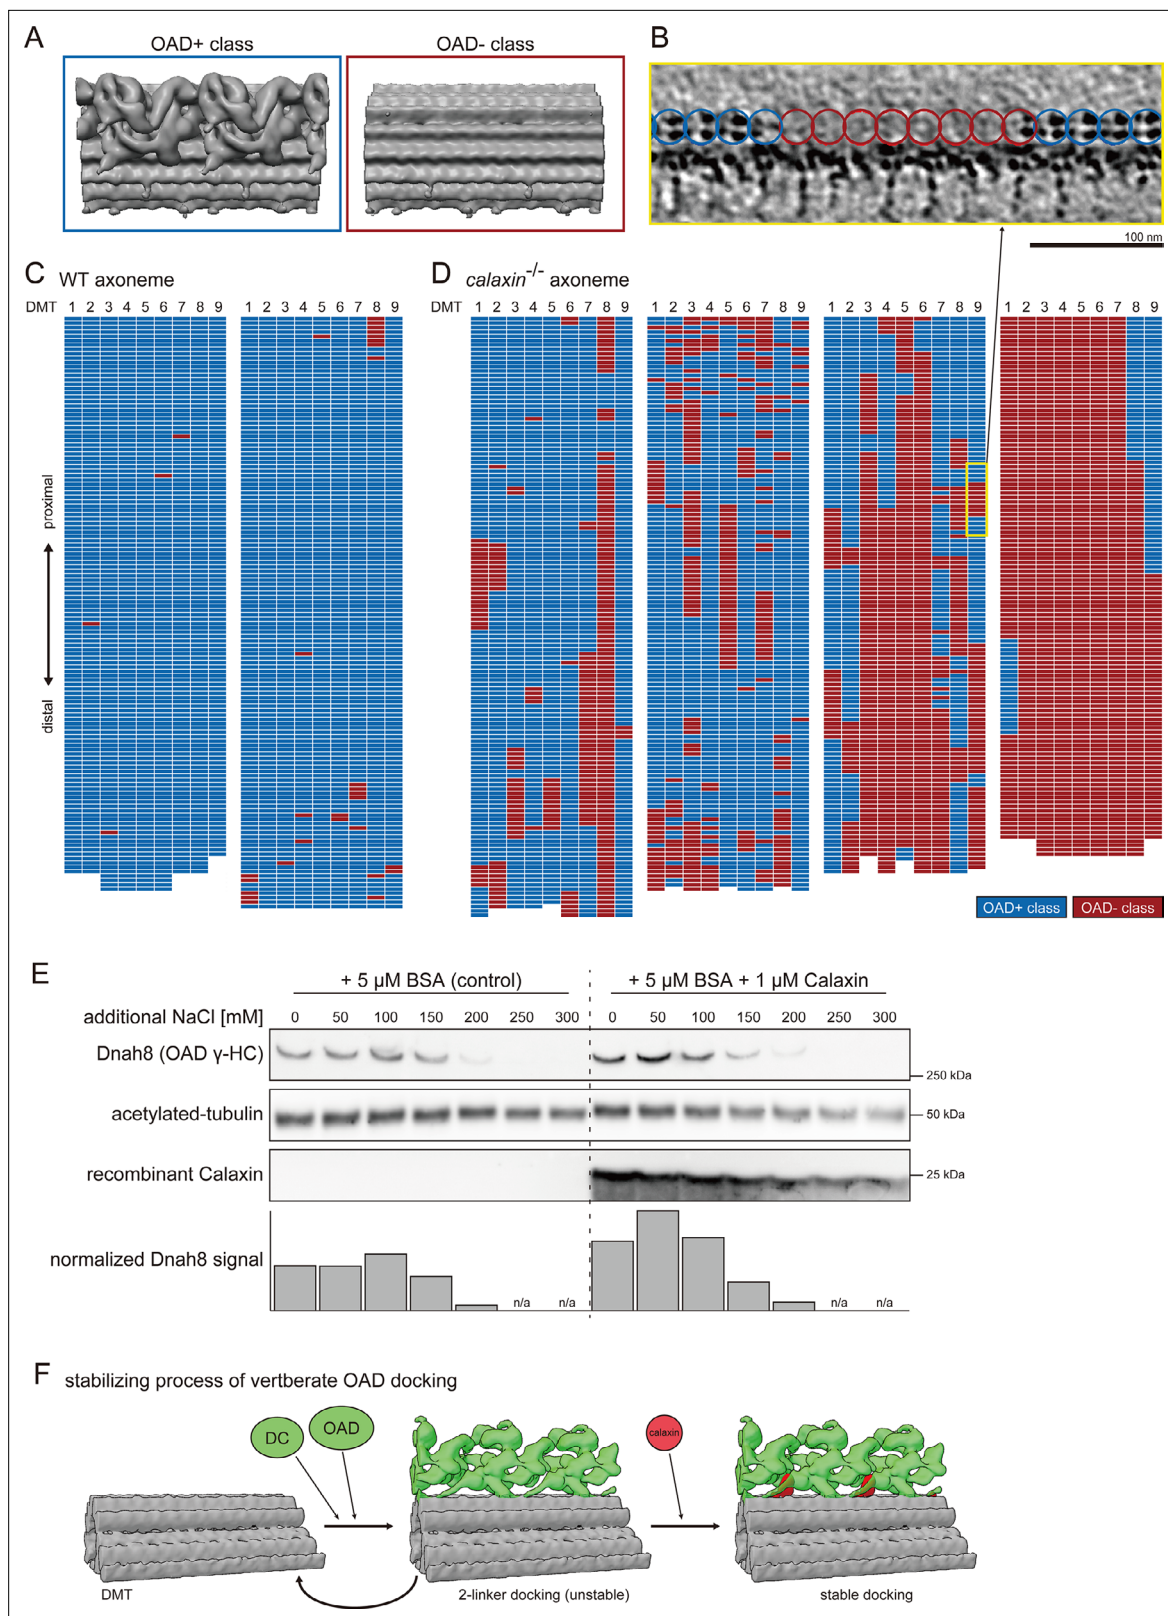 A
OAD+ class
OAD- class
B
100 nm
C WT axoneme
DMT 1 2 3 4 5 6 7 8 9
1 2 3 4 5 6 7 8 9
proximal
distal
D calaxin-/- axoneme
DMT 1 2 3 4 5 6 7 8 9
1 2 3 4 5 6 7 8 9
1 2 3 4 5 6 7 8 9
1 2 3 4 5 6 7 8 9
OAD+ class
OAD- class
E
+ 5 µM BSA (control)
+ 5 µM BSA + 1 µM Calaxin
additional NaCl [mM] 0 50 100 150 200 250 300 0 50 100 150 200 250 300
Dnah8 (OAD γ-HC)
250 kDa
acetylated-tubulin
50 kDa
recombinant Calaxin
25 kDa
normalized Dnah8 signal
n/a n/a n/a n/a
F stabilizing process of vertberate OAD docking
DC
OAD
calaxin
DMT
2-linker docking (unstable)
stable docking